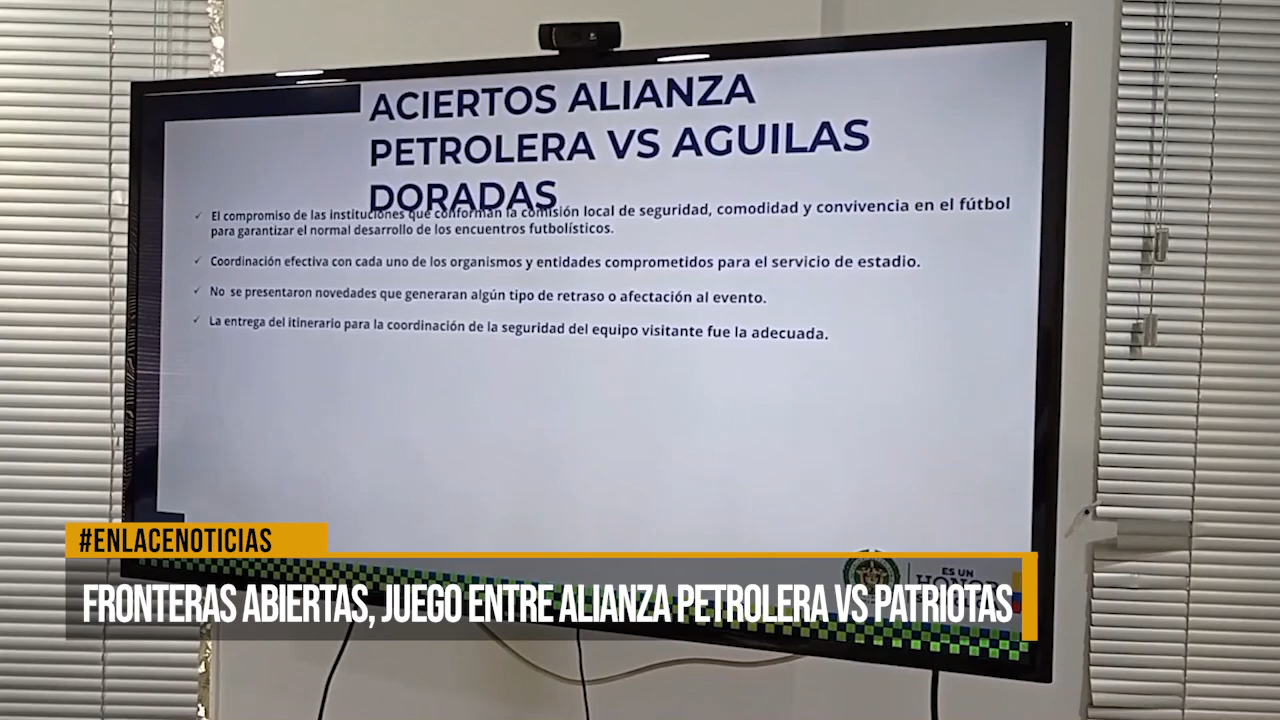 ACIERTOS ALIANZA
PETROLERA VS AGUILAS
DORADAS
✓ El compromiso de las instituciones que conforman la comisión local de seguridad, comodidad y convivencia en el fútbol
para garantizar el normal desarrollo de los encuentros futbolísticos.
✓ Coordinación efectiva con cada uno de los organismos y entidades comprometidos para el servicio de estadio.
✓ No se presentaron novedades que generaran algún tipo de retraso o afectación al evento.
✓ La entrega del itinerario para la coordinación de la seguridad del equipo visitante fue la adecuada.
#ENLACENOTICIAS
ES UN
HONOR
FRONTERAS ABIERTAS, JUEGO ENTRE ALIANZA PETROLERA VS PATRIOTAS